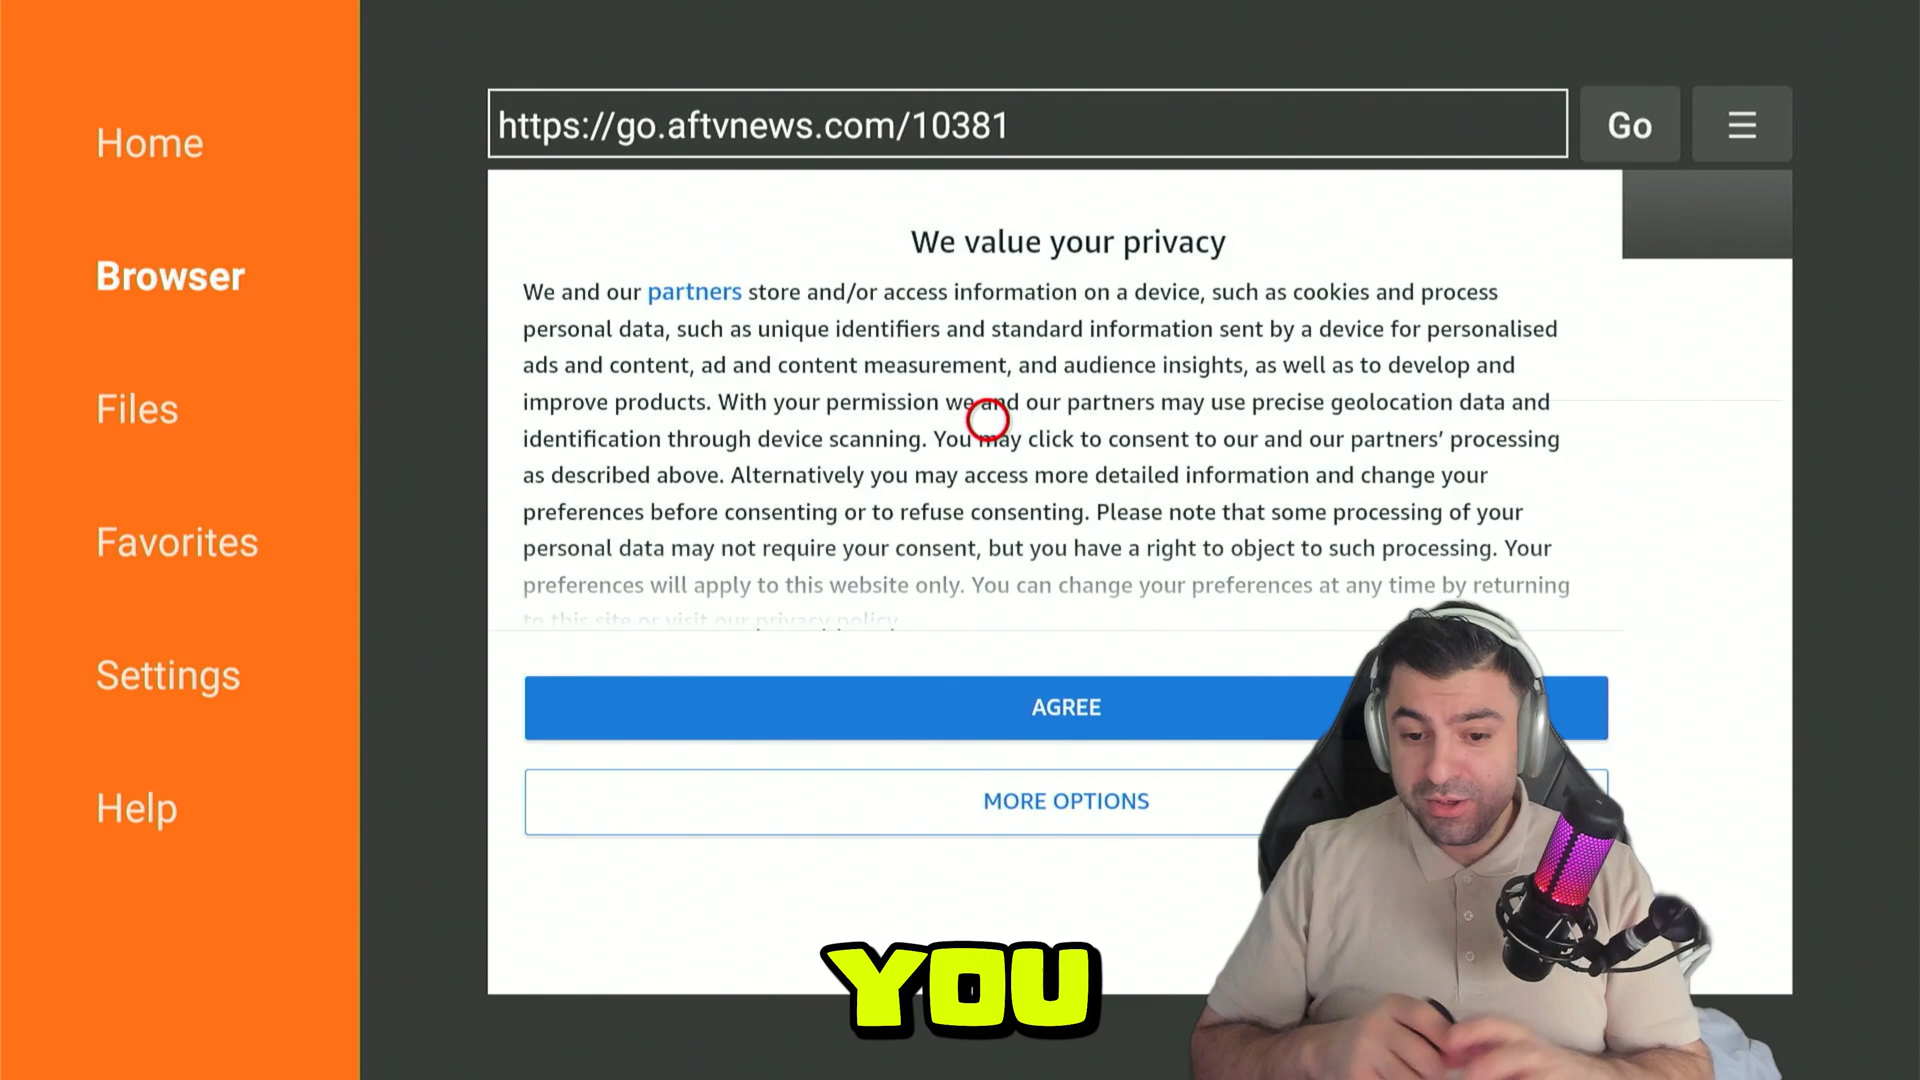 Home
Browser
Files
Favorites
Settings
Help
https://go.aftvnews.com/10381
Go
We value your privacy
We and our partners store and/or access information on a device, such as cookies and process
personal data, such as unique identifiers and standard information sent by a device for personalised
ads and content, ad and content measurement, and audience insights, as well as to develop and
improve products. With your permission we and our partners may use precise geolocation data and
identification through device scanning. You may click to consent to our and our partners’ processing
as described above. Alternatively you may access more detailed information and change your
preferences before consenting or to refuse consenting. Please note that some processing of your
personal data may not require your consent, but you have a right to object to such processing. Your
preferences will apply to this website only. You can change your preferences at any time by returning
to this site or visit our privacy policy.
AGREE
MORE OPTIONS
YOU